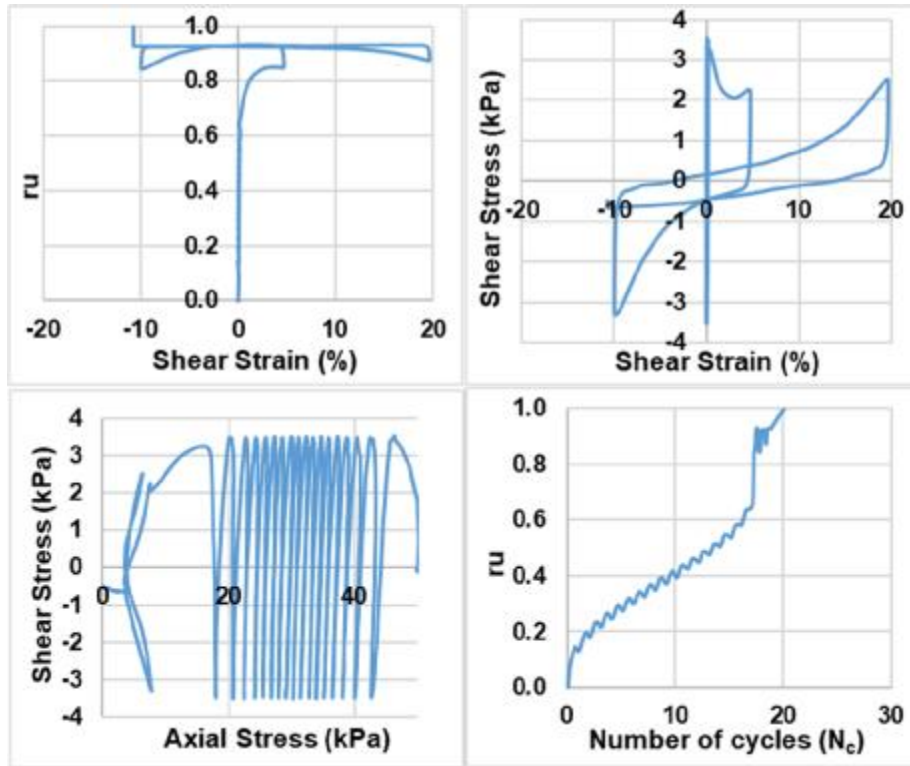 ru
1.0
0.8
0.6
0.4
0.2
0.0
-20 -10 0 10 20
Shear Strain (%)
Shear Stress (kPa)
4
3
2
1
0
-1
-2
-3
-4
-20 -10 0 10 20
Shear Strain (%)
Shear Stress (kPa)
4
3
2
1
0
-1
-2
-3
-4
0 20 40
Axial Stress (kPa)
ru
1.0
0.8
0.6
0.4
0.2
0.0
0 10 20 30
Number of cycles (Nc)